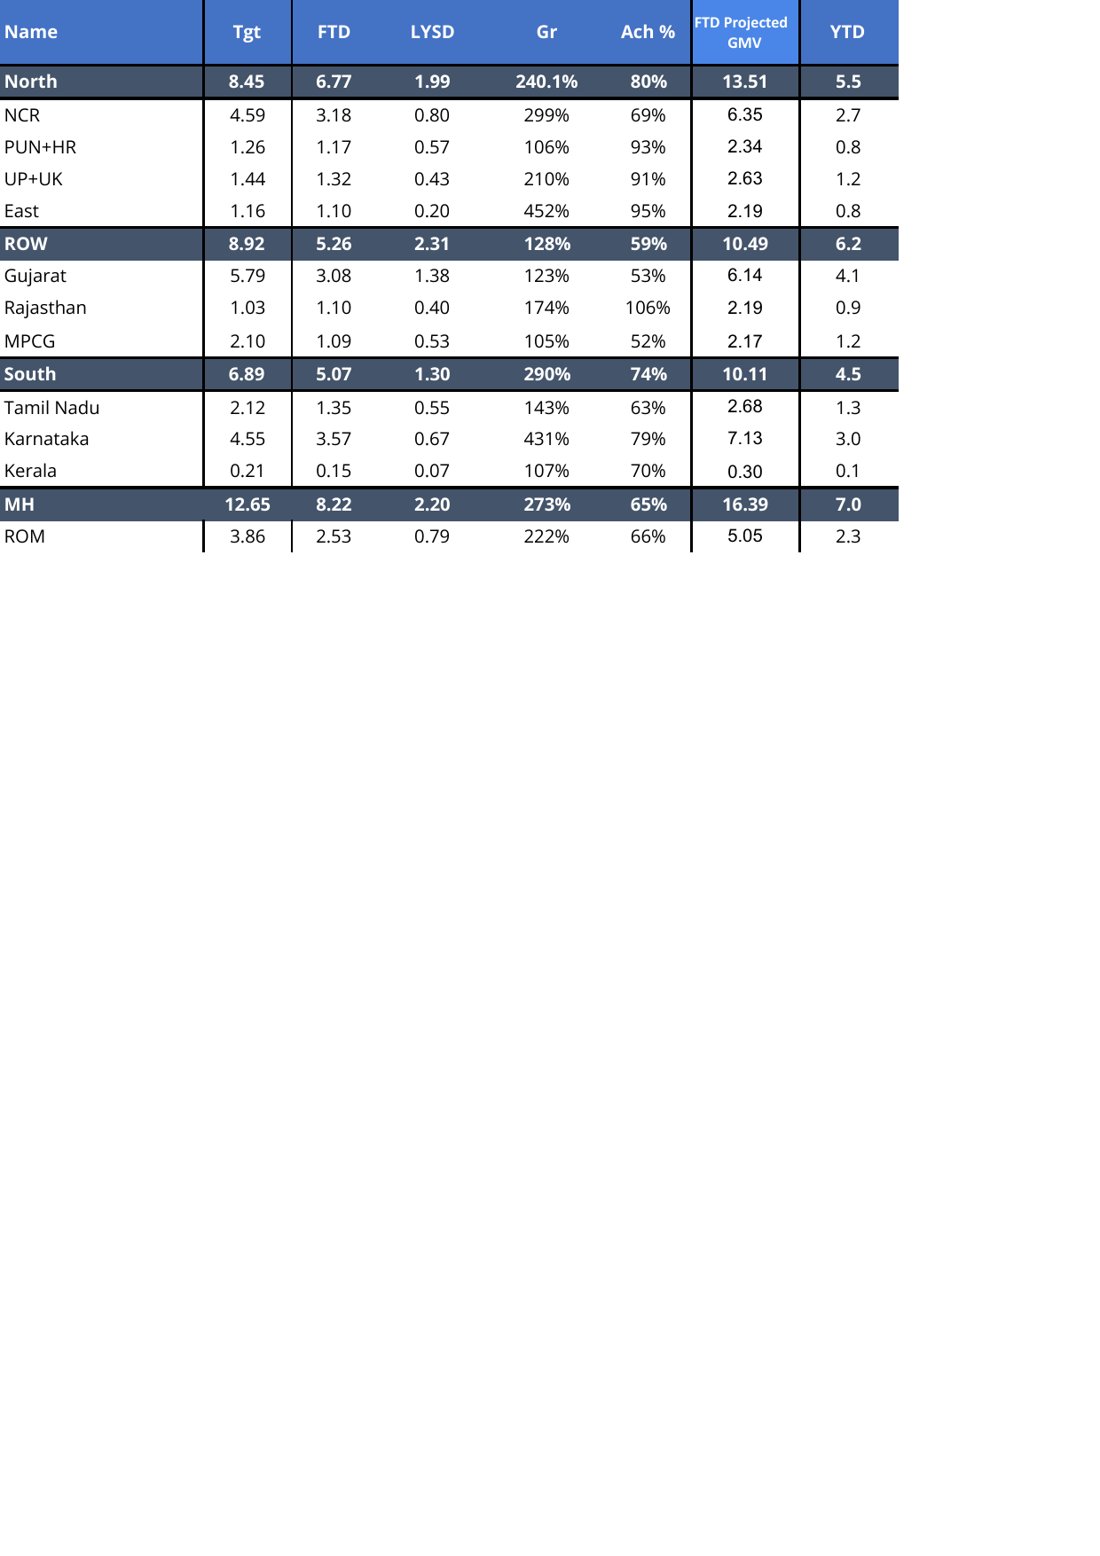 Name Tgt FTD LYSD Gr Ach % FTD Projected GMV YTD
North 8.45 6.77 1.99 240.1% 80% 13.51 5.5
NCR 4.59 3.18 0.80 299% 69% 6.35 2.7
PUN+HR 1.26 1.17 0.57 106% 93% 2.34 0.8
UP+UK 1.44 1.32 0.43 210% 91% 2.63 1.2
East 1.16 1.10 0.20 452% 95% 2.19 0.8
ROW 8.92 5.26 2.31 128% 59% 10.49 6.2
Gujarat 5.79 3.08 1.38 123% 53% 6.14 4.1
Rajasthan 1.03 1.10 0.40 174% 106% 2.19 0.9
MPCG 2.10 1.09 0.53 105% 52% 2.17 1.2
South 6.89 5.07 1.30 290% 74% 10.11 4.5
Tamil Nadu 2.12 1.35 0.55 143% 63% 2.68 1.3
Karnataka 4.55 3.57 0.67 431% 79% 7.13 3.0
Kerala 0.21 0.15 0.07 107% 70% 0.30 0.1
MH 12.65 8.22 2.20 273% 65% 16.39 7.0
ROM 3.86 2.53 0.79 222% 66% 5.05 2.3